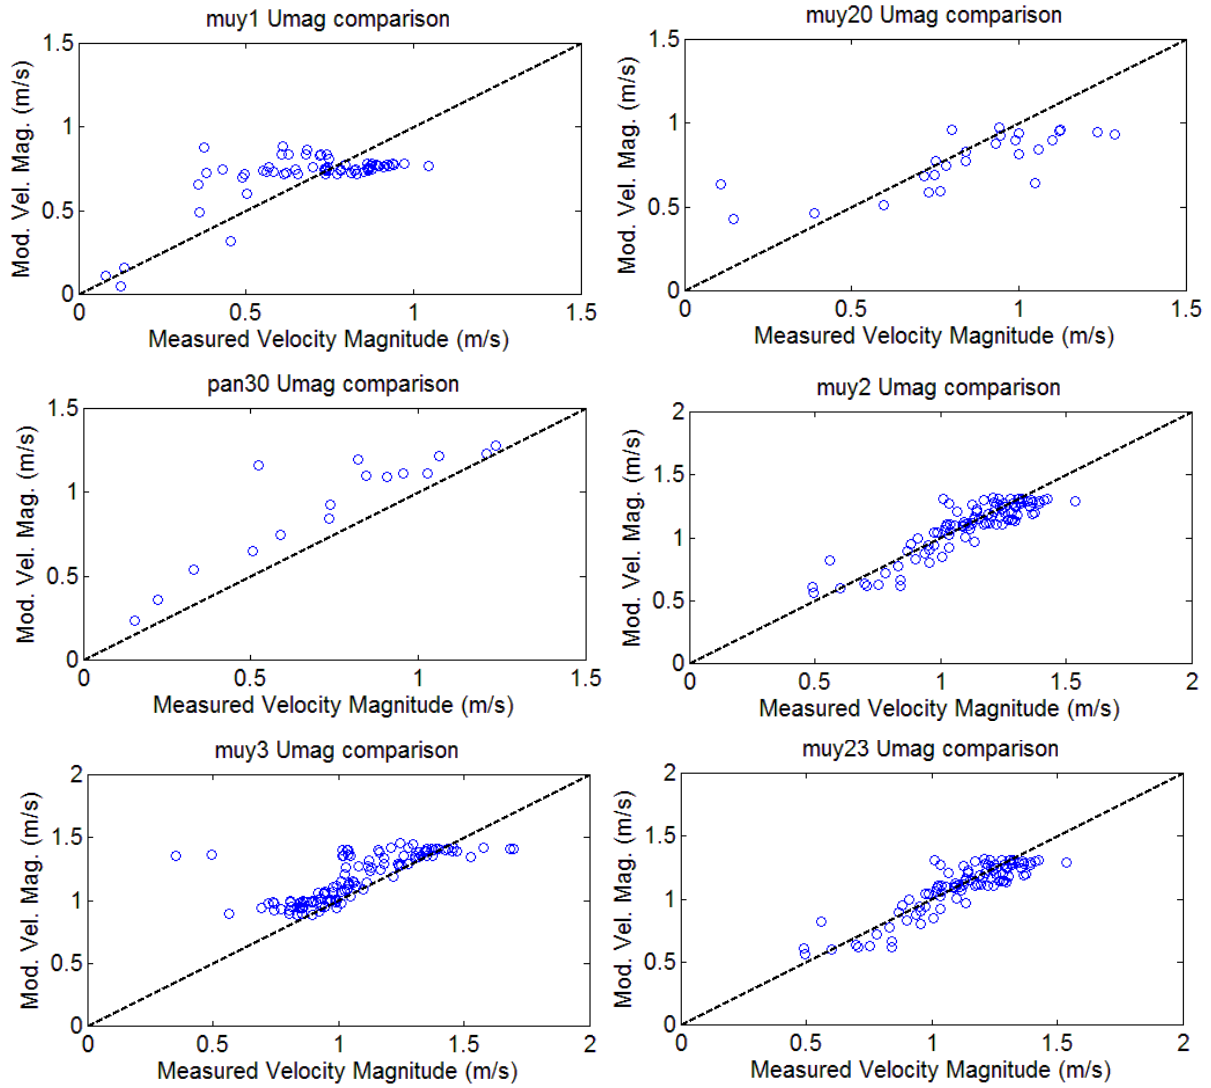 muy1 Umag comparison
1.5
1
0.5
0
Mod. Vel. Mag. (m/s)
0 0.5 1 1.5
Measured Velocity Magnitude (m/s)
muy20 Umag comparison
1.5
1
0.5
0
Mod. Vel. Mag. (m/s)
0 0.5 1 1.5
Measured Velocity Magnitude (m/s)
pan30 Umag comparison
1.5
1
0.5
0
Mod. Vel. Mag. (m/s)
0 0.5 1 1.5
Measured Velocity Magnitude (m/s)
muy2 Umag comparison
2
1.5
1
0.5
0
Mod. Vel. Mag. (m/s)
0 0.5 1 1.5 2
Measured Velocity Magnitude (m/s)
muy3 Umag comparison
2
1.5
1
0.5
0
Mod. Vel. Mag. (m/s)
0 0.5 1 1.5 2
Measured Velocity Magnitude (m/s)
muy23 Umag comparison
2
1.5
1
0.5
0
Mod. Vel. Mag. (m/s)
0 0.5 1 1.5 2
Measured Velocity Magnitude (m/s)